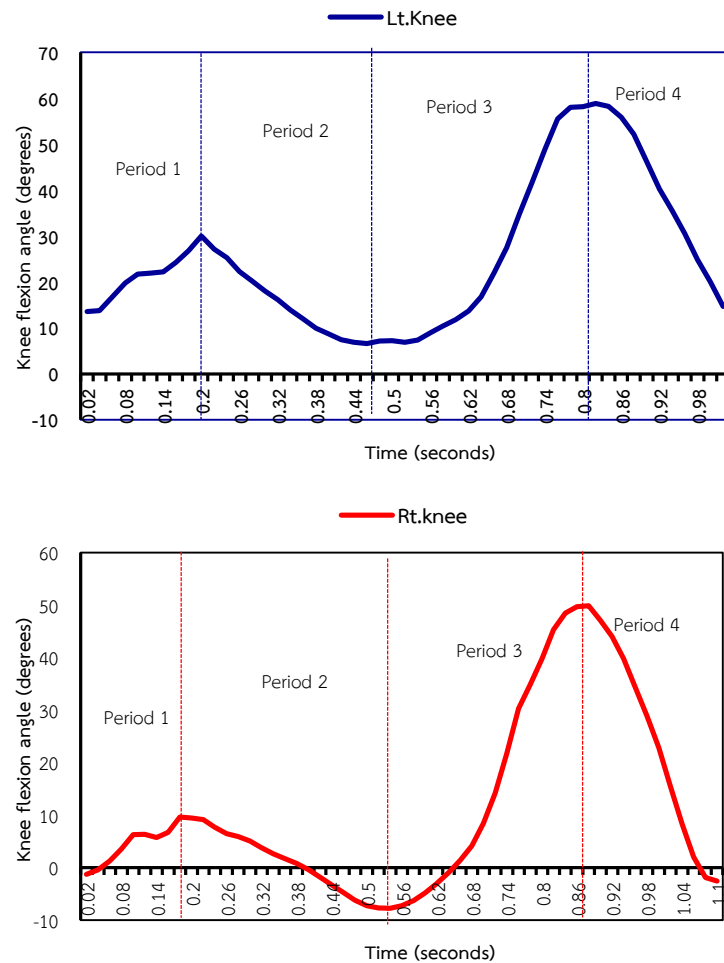 Lt.Knee
Knee flexion angle (degrees)
70
60
50
40
30
20
10
0
-10
Period 1
Period 2
Period 3
Period 4
0.02 0.08 0.14 0.2 0.26 0.32 0.38 0.44 0.5 0.56 0.62 0.68 0.74 0.8 0.86 0.92 0.98
Time (seconds)
Rt.knee
Knee flexion angle (degrees)
60
50
40
30
20
10
0
-10
Period 1
Period 2
Period 3
Period 4
0.02 0.08 0.14 0.2 0.26 0.32 0.38 0.44 0.5 0.56 0.62 0.68 0.74 0.8 0.86 0.92 0.98 1.04 1.1
Time (seconds)